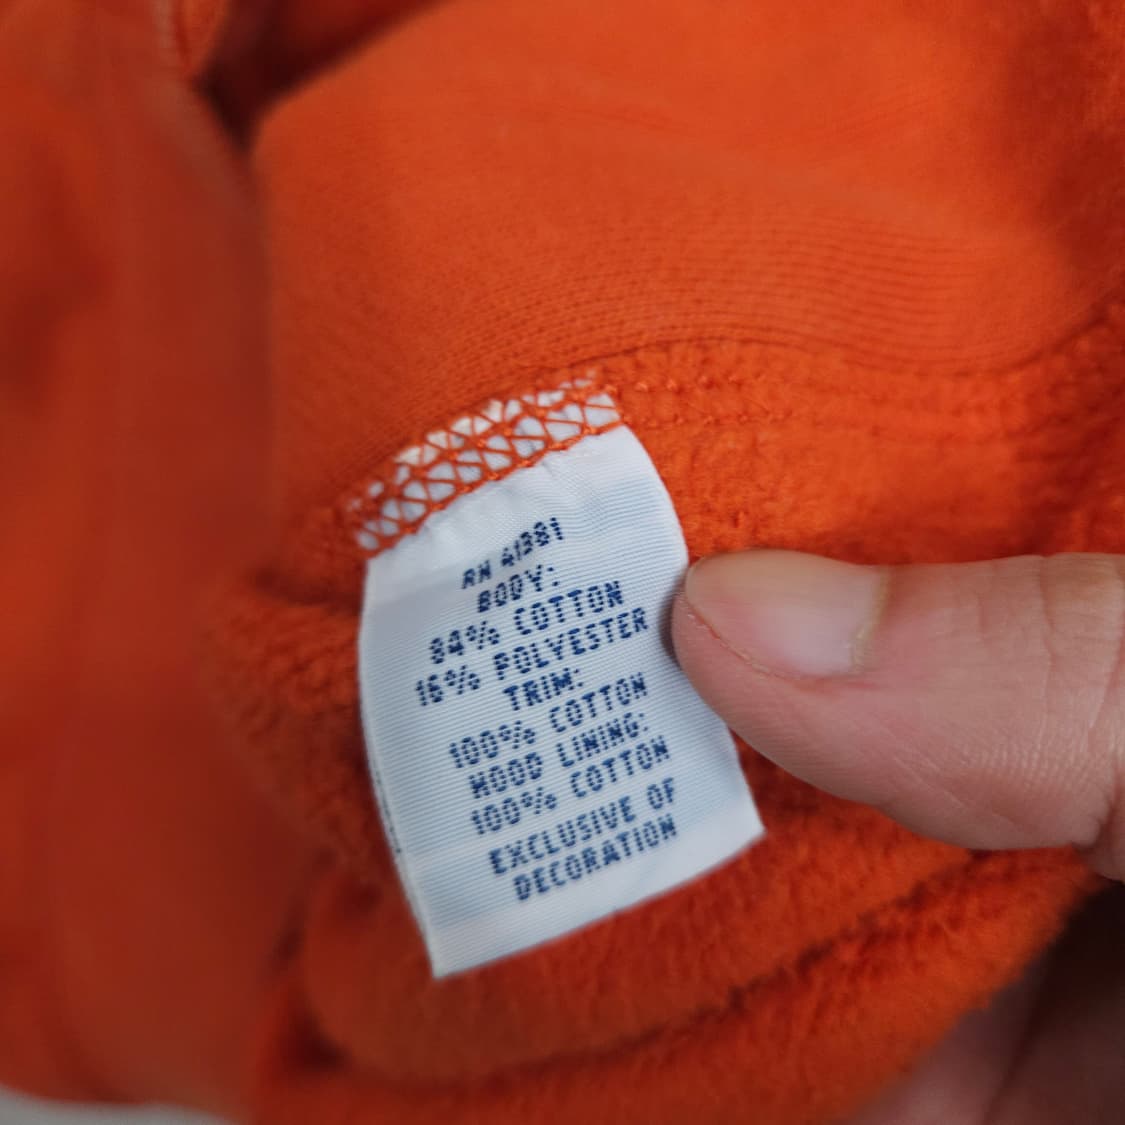 RN 41381
BODY:
84% COTTON
16% POLYESTER
TRIM:
100% COTTON
HOOD LINING:
100% COTTON
EXCLUSIVE OF
DECORATION